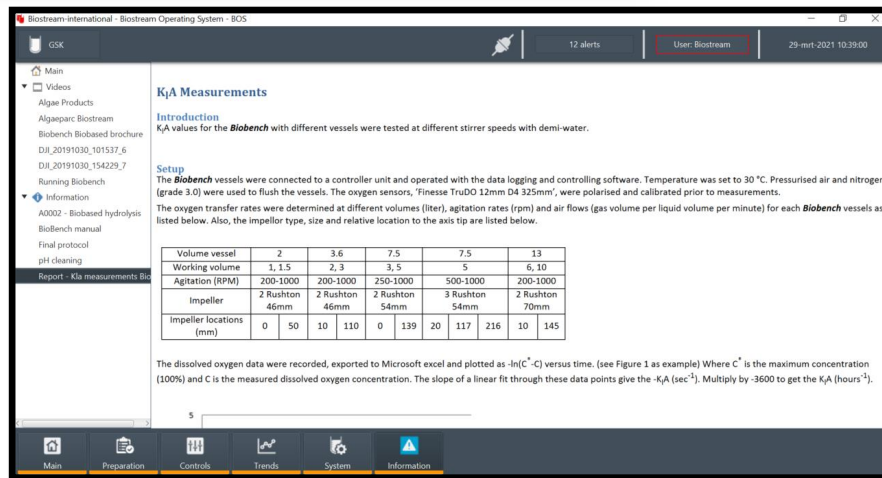 Biostream-international - Biostream Operating System - BOS
GSK
12 alerts
User: Biostream
29-mrt-2021 10:39:00
Main
Videos
Algae Products
Algaeparc Biostream
Biobench Biobased brochure
DJI_20191030_101537_6
DJI_20191030_154229_7
Running Biobench
Information
A0002 - Biobased hydrolysis
BioBench manual
Final protocol
pH cleaning
Report - Kla measurements Bio
KlA Measurements
Introduction
KlA values for the Biobench with different vessels were tested at different stirrer speeds with demi-water.
Setup
The Biobench vessels were connected to a controller unit and operated with the data logging and controlling software. Temperature was set to 30 °C. Pressurised air and nitrogen
(grade 3.0) were used to flush the vessels. The oxygen sensors, 'Finesse TruDO 12mm D4 325mm', were polarised and calibrated prior to measurements.
The oxygen transfer rates were determined at different volumes (liter), agitation rates (rpm) and air flows (gas volume per liquid volume per minute) for each Biobench vessels as
listed below. Also, the impellor type, size and relative location to the axis tip are listed below.
Volume vessel 2 3.6 7.5 7.5 13
Working volume 1, 1.5 2, 3 3, 5 5 6, 10
Agitation (RPM) 200-1000 200-1000 250-1000 500-1000 200-1000
Impeller 2 Rushton 46mm 2 Rushton 46mm 2 Rushton 54mm 3 Rushton 54mm 2 Rushton 70mm
Impeller locations (mm) 0 50 10 110 0 139 20 117 216 10 145
The dissolved oxygen data were recorded, exported to Microsoft excel and plotted as -ln(C*-C) versus time. (see Figure 1 as example) Where C* is the maximum concentration
(100%) and C is the measured dissolved oxygen concentration. The slope of a linear fit through these data points give the -KlA (sec-1). Multiply by -3600 to get the KlA (hours-1).
5
Main
Preparation
Controls
Trends
System
Information